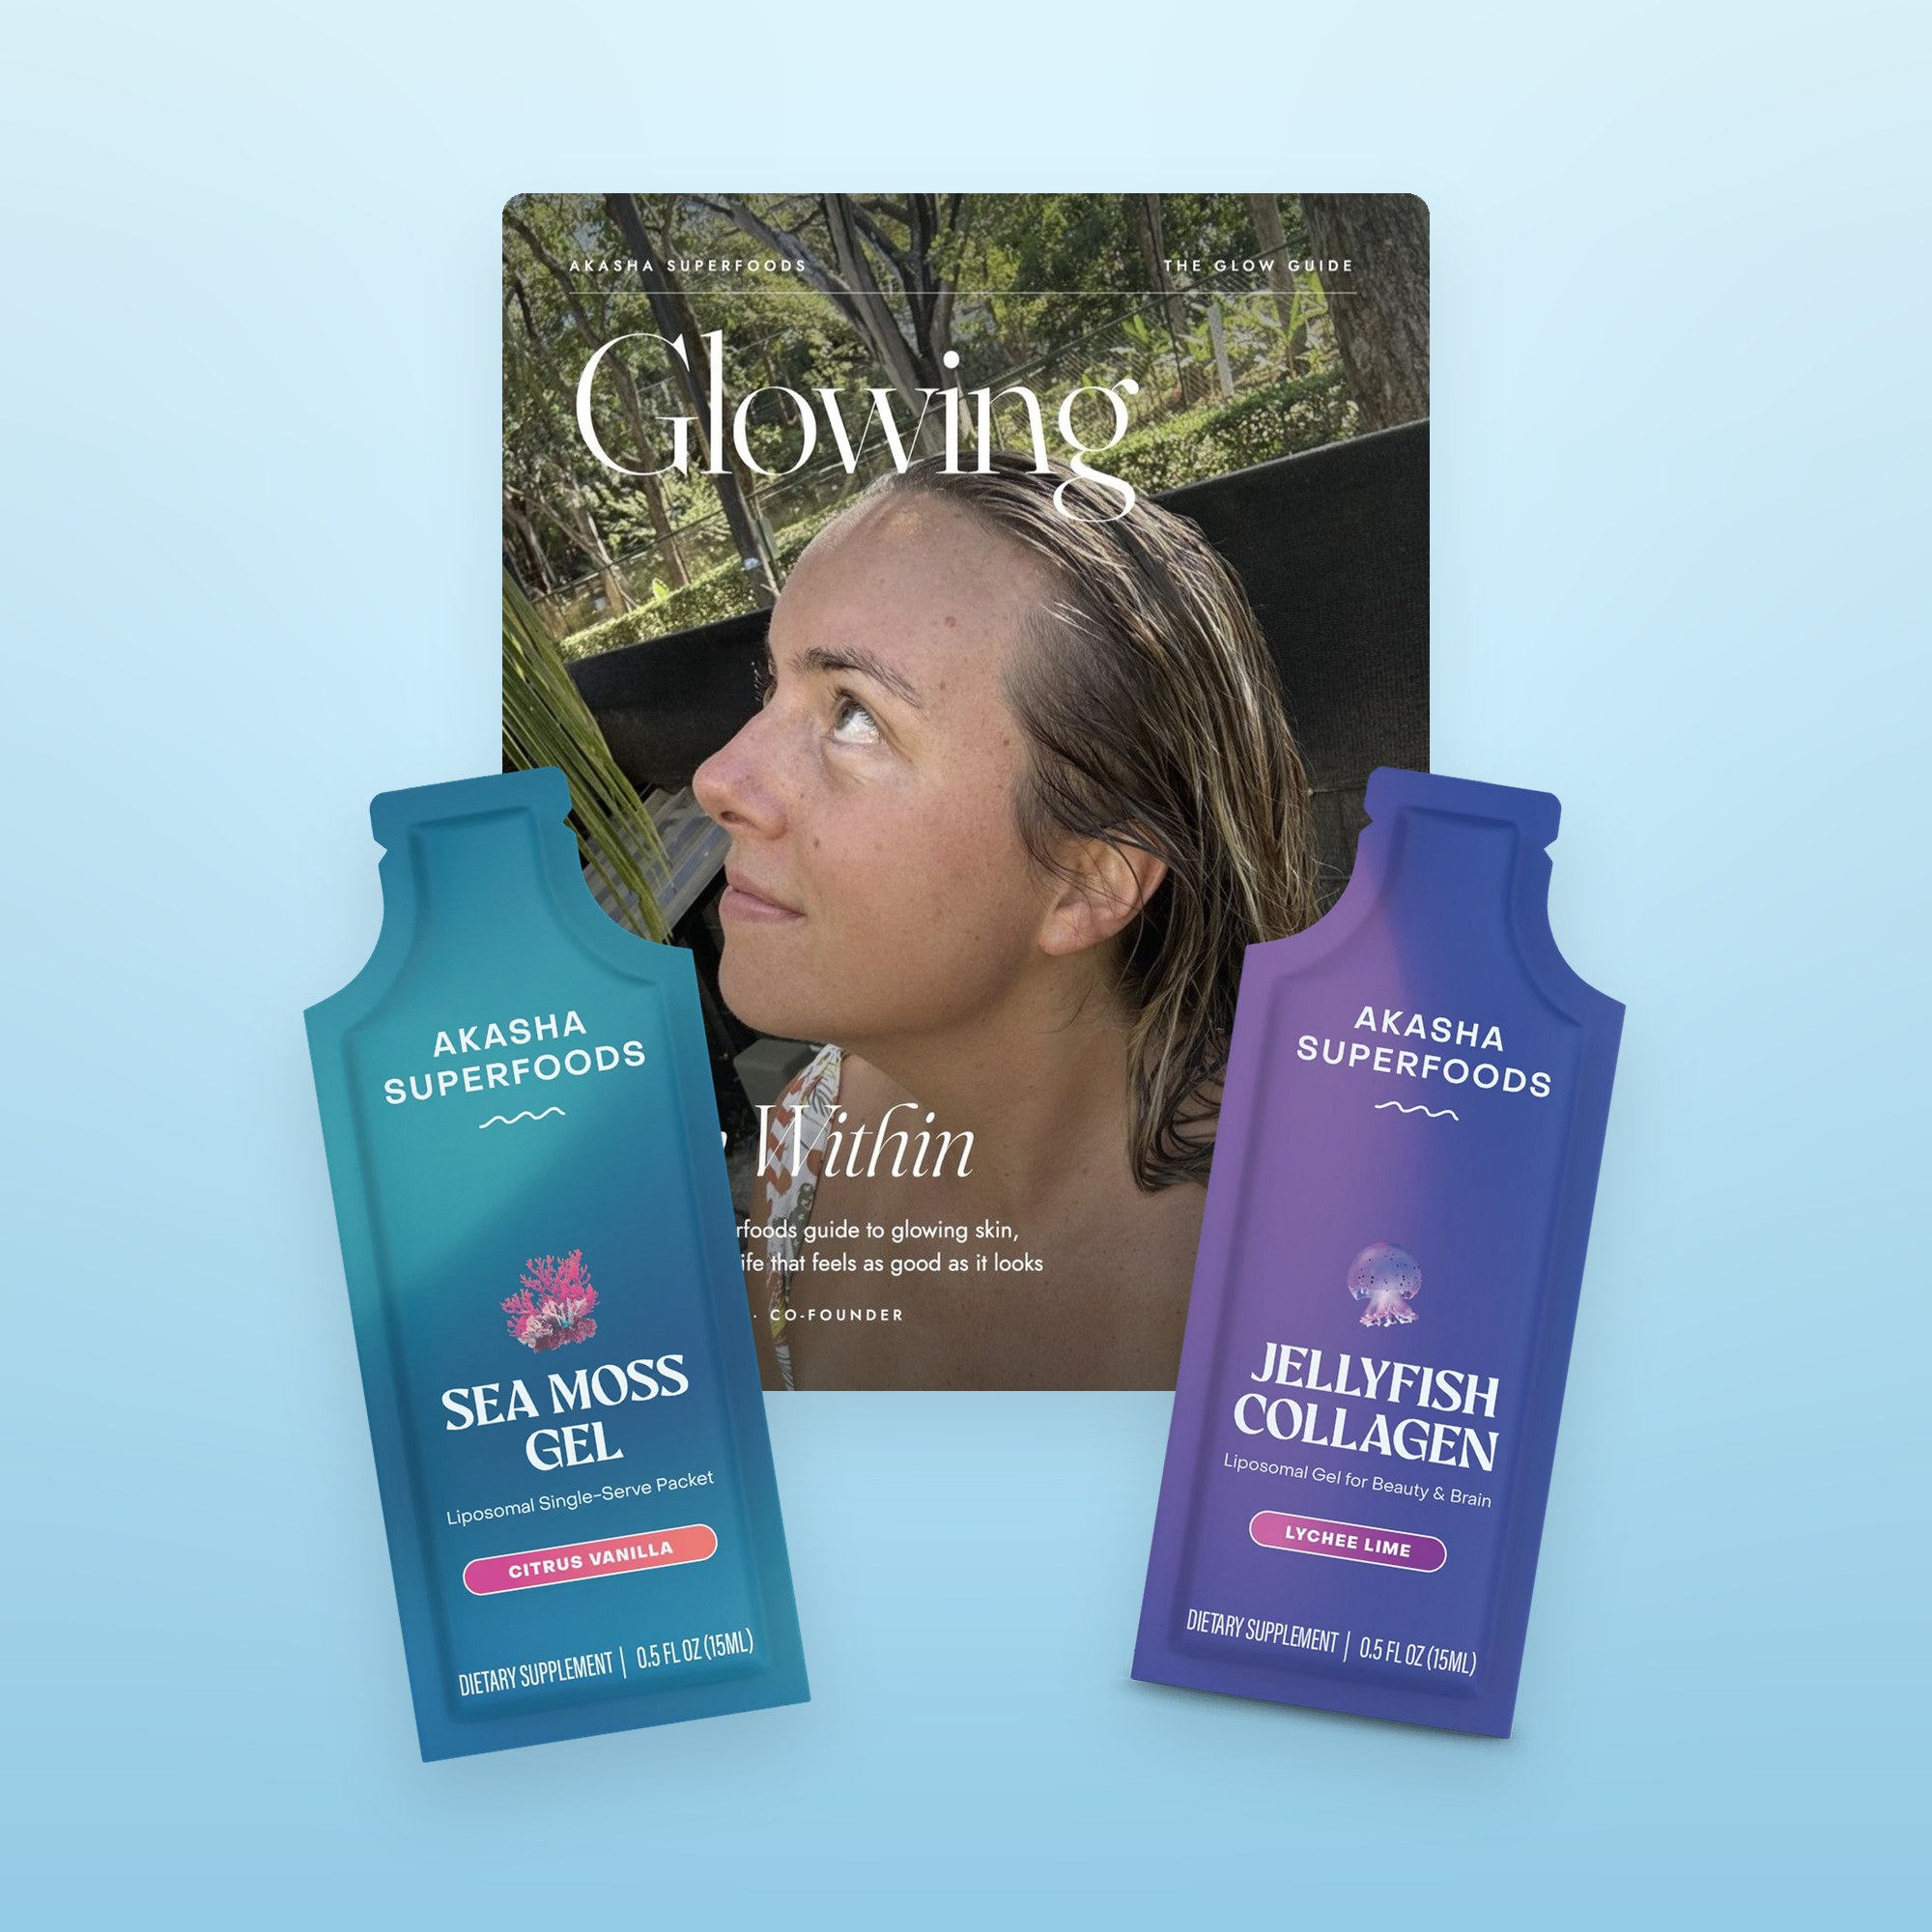 AKASHA SUPERFOODS
THE GLOW GUIDE
Glowing
Within
guide to glowing skin,
that feels as good as it looks
· CO-FOUNDER
AKASHA
SUPERFOODS
SEA MOSS
GEL
Liposomal Single-Serve Packet
CITRUS VANILLA
DIETARY SUPPLEMENT | 0.5 FL OZ (15ML)
AKASHA
SUPERFOODS
JELLYFISH
COLLAGEN
Liposomal Gel for Beauty & Brain
LYCHEE LIME
DIETARY SUPPLEMENT | 0.5 FL OZ (15ML)